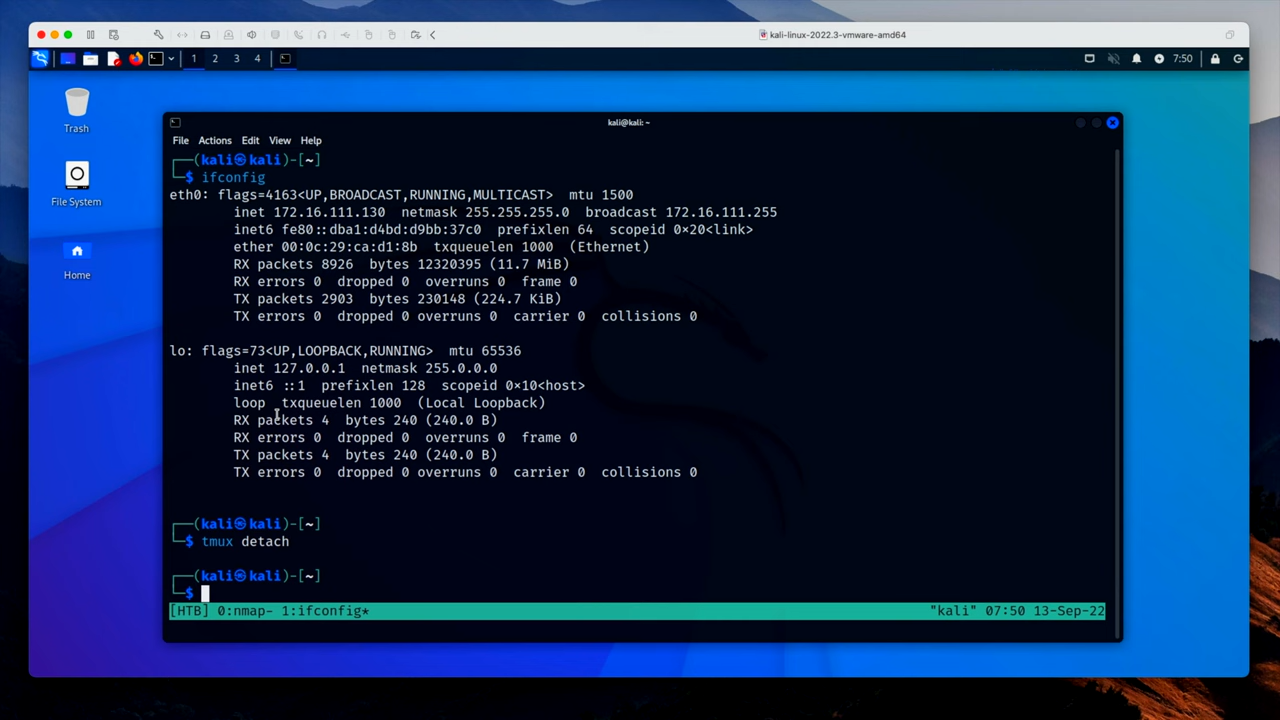 kali-linux-2022.3-vmware-amd64
1 2 3 4
7:50
Trash
File System
Home
kali@kali: ~
File Actions Edit View Help
┌──(kali㉿kali)-[~]
└─$ ifconfig
eth0: flags=4163<UP,BROADCAST,RUNNING,MULTICAST>  mtu 1500
        inet 172.16.111.130  netmask 255.255.255.0  broadcast 172.16.111.255
        inet6 fe80::dba1:d4bd:d9bb:37c0  prefixlen 64  scopeid 0×20<link>
        ether 00:0c:29:ca:d1:8b  txqueuelen 1000  (Ethernet)
        RX packets 8926  bytes 12320395 (11.7 MiB)
        RX errors 0  dropped 0  overruns 0  frame 0
        TX packets 2903  bytes 230148 (224.7 KiB)
        TX errors 0  dropped 0 overruns 0  carrier 0  collisions 0
lo: flags=73<UP,LOOPBACK,RUNNING>  mtu 65536
        inet 127.0.0.1  netmask 255.0.0.0
        inet6 ::1  prefixlen 128  scopeid 0×10<host>
        loop  txqueuelen 1000  (Local Loopback)
        RX packets 4  bytes 240 (240.0 B)
        RX errors 0  dropped 0  overruns 0  frame 0
        TX packets 4  bytes 240 (240.0 B)
        TX errors 0  dropped 0 overruns 0  carrier 0  collisions 0
┌──(kali㉿kali)-[~]
└─$ tmux detach
┌──(kali㉿kali)-[~]
└─$
[HTB] 0:nmap- 1:ifconfig* "kali" 07:50 13-Sep-22